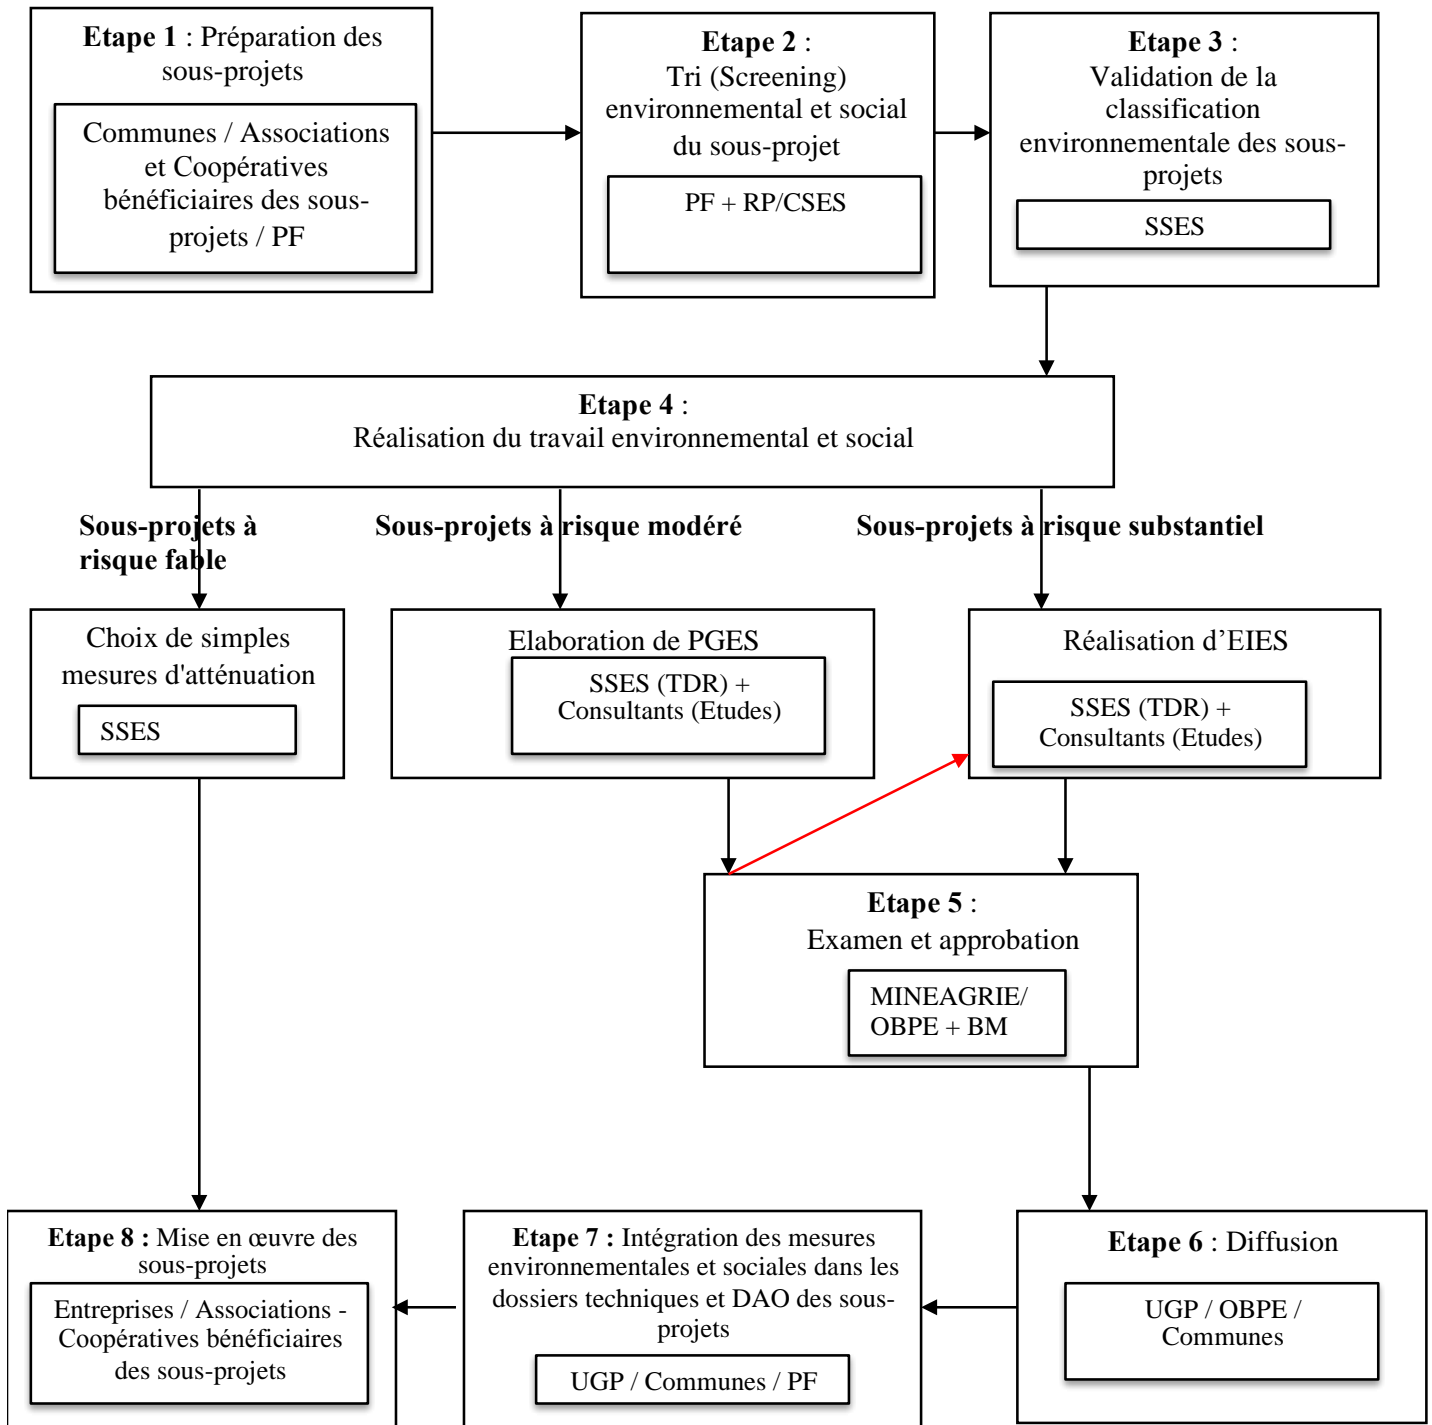 Etape 1 : Préparation des
sous-projets
Communes / Associations
et Coopératives
bénéficiaires des sous-
projets / PF
Etape 2 :
Tri (Screening)
environnemental et social
du sous-projet
PF + RP/CSES
Etape 3 :
Validation de la
classification
environnementale des sous-
projets
SSES
Etape 4 :
Réalisation du travail environnemental et social
Sous-projets à
risque fable
Sous-projets à risque modéré
Sous-projets à risque substantiel
Choix de simples
mesures d'atténuation
SSES
Elaboration de PGES
SSES (TDR) +
Consultants (Etudes)
Réalisation d’EIES
SSES (TDR) +
Consultants (Etudes)
Etape 5 :
Examen et approbation
MINEAGRIE/
OBPE + BM
Etape 8 : Mise en œuvre des
sous-projets
Entreprises / Associations -
Coopératives bénéficiaires
des sous-projets
Etape 7 : Intégration des mesures
environnementales et sociales dans les
dossiers techniques et DAO des sous-
projets
UGP / Communes / PF
Etape 6 : Diffusion
UGP / OBPE /
Communes